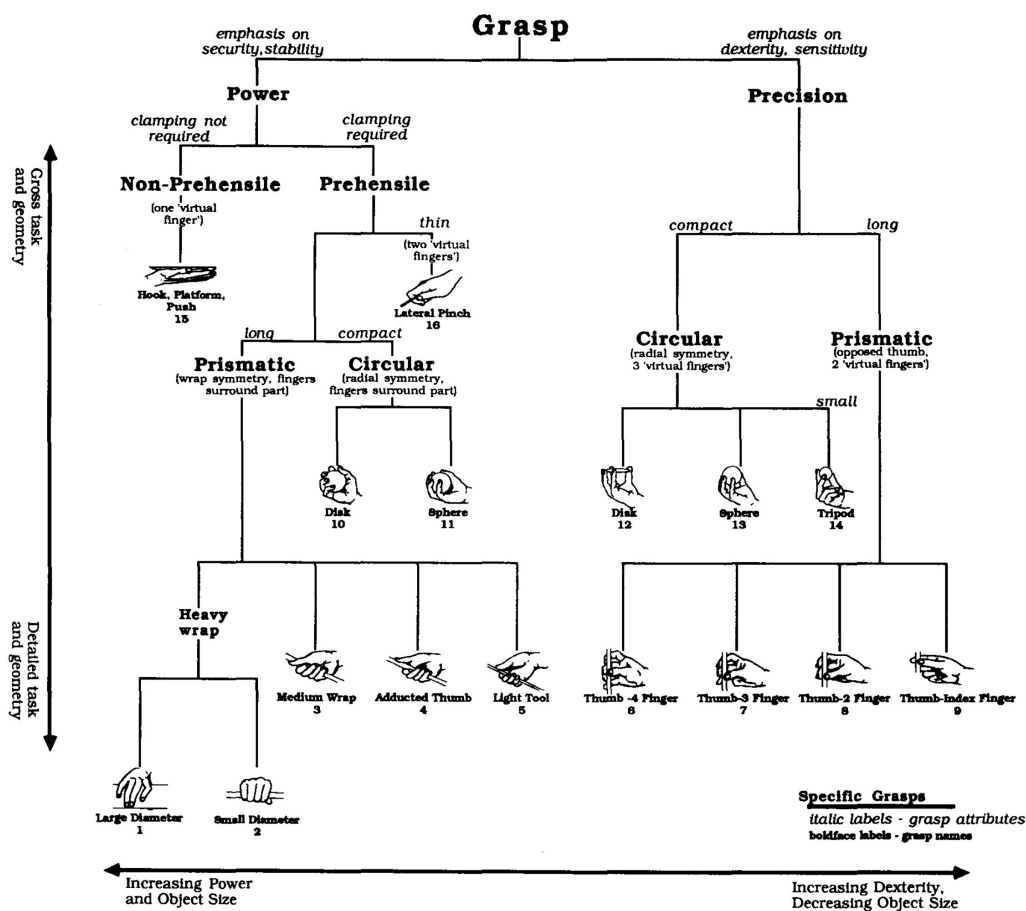 Grasp
emphasis on
security,stability
emphasis on
dexterity, sensitivity
Power
Precision
clamping not
required
clamping
required
Non-Prehensile
(one 'virtual
finger')
Prehensile
thin
(two 'virtual
fingers')
compact
long
Hook, Platform,
Push
15
Lateral Pinch
16
long
compact
Prismatic
(wrap symmetry, fingers
surround part)
Circular
(radial symmetry,
fingers surround part)
Circular
(radial symmetry,
3 'virtual fingers')
Prismatic
(opposed thumb,
2 'virtual fingers')
small
Disk
10
Sphere
11
Disk
12
Sphere
13
Tripod
14
Heavy
wrap
Medium Wrap
3
Adducted Thumb
4
Light Tool
5
Thumb -4 Finger
6
Thumb-3 Finger
7
Thumb-2 Finger
8
Thumb-Index Finger
9
Large Diameter
1
Small Diameter
2
Gross task
and geometry
Detailed task
and geometry
Specific Grasps
italic labels - grasp attributes
boldface labels - grasp names
Increasing Power
and Object Size
Increasing Dexterity,
Decreasing Object Size